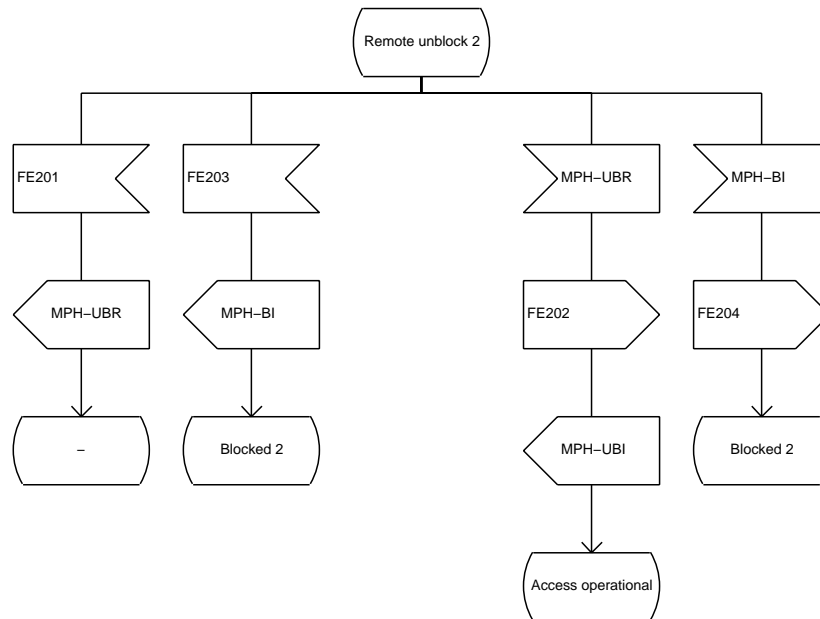 Remote unblock 2
FE201
FE203
MPH−UBR
MPH−BI
MPH−UBR
MPH−BI
FE202
FE204
−
Blocked 2
MPH−UBI
Blocked 2
Access operational